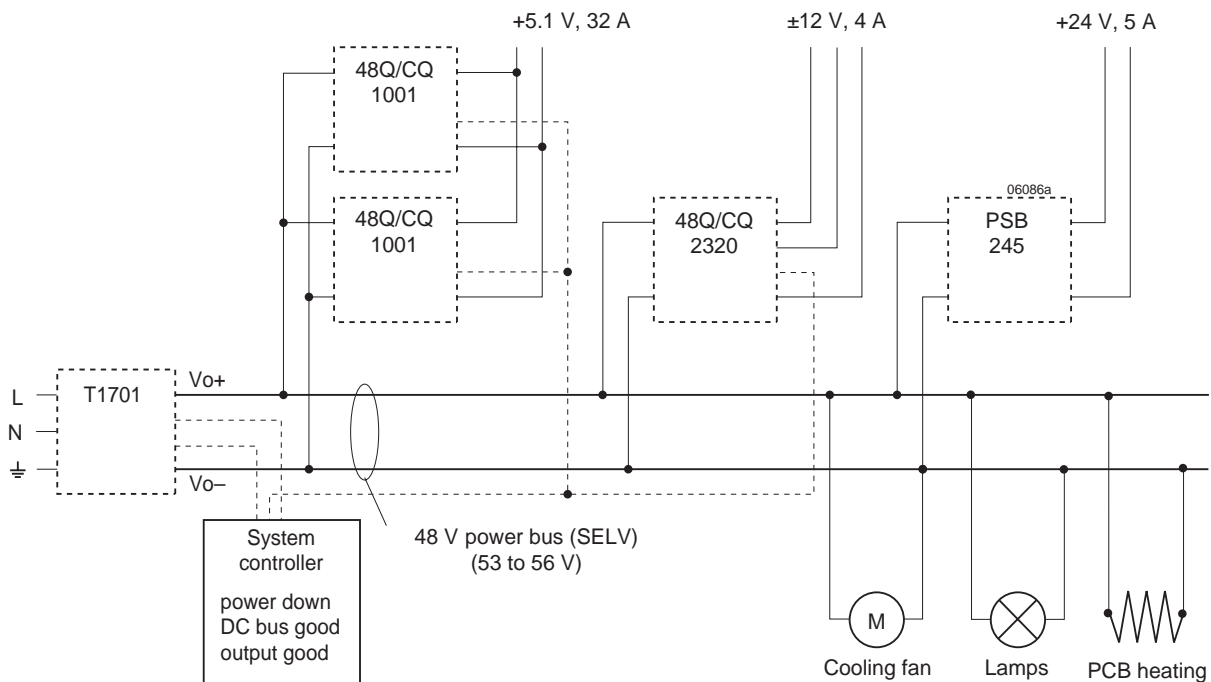 +5.1 V, 32 A
±12 V, 4 A
+24 V, 5 A
48Q/CQ
1001
48Q/CQ
1001
48Q/CQ
2320
06086a
PSB
245
L
N
T1701
Vo+
Vo–
System
controller
power down
DC bus good
output good
48 V power bus (SELV)
(53 to 56 V)
M
Cooling fan
Lamps
PCB heating